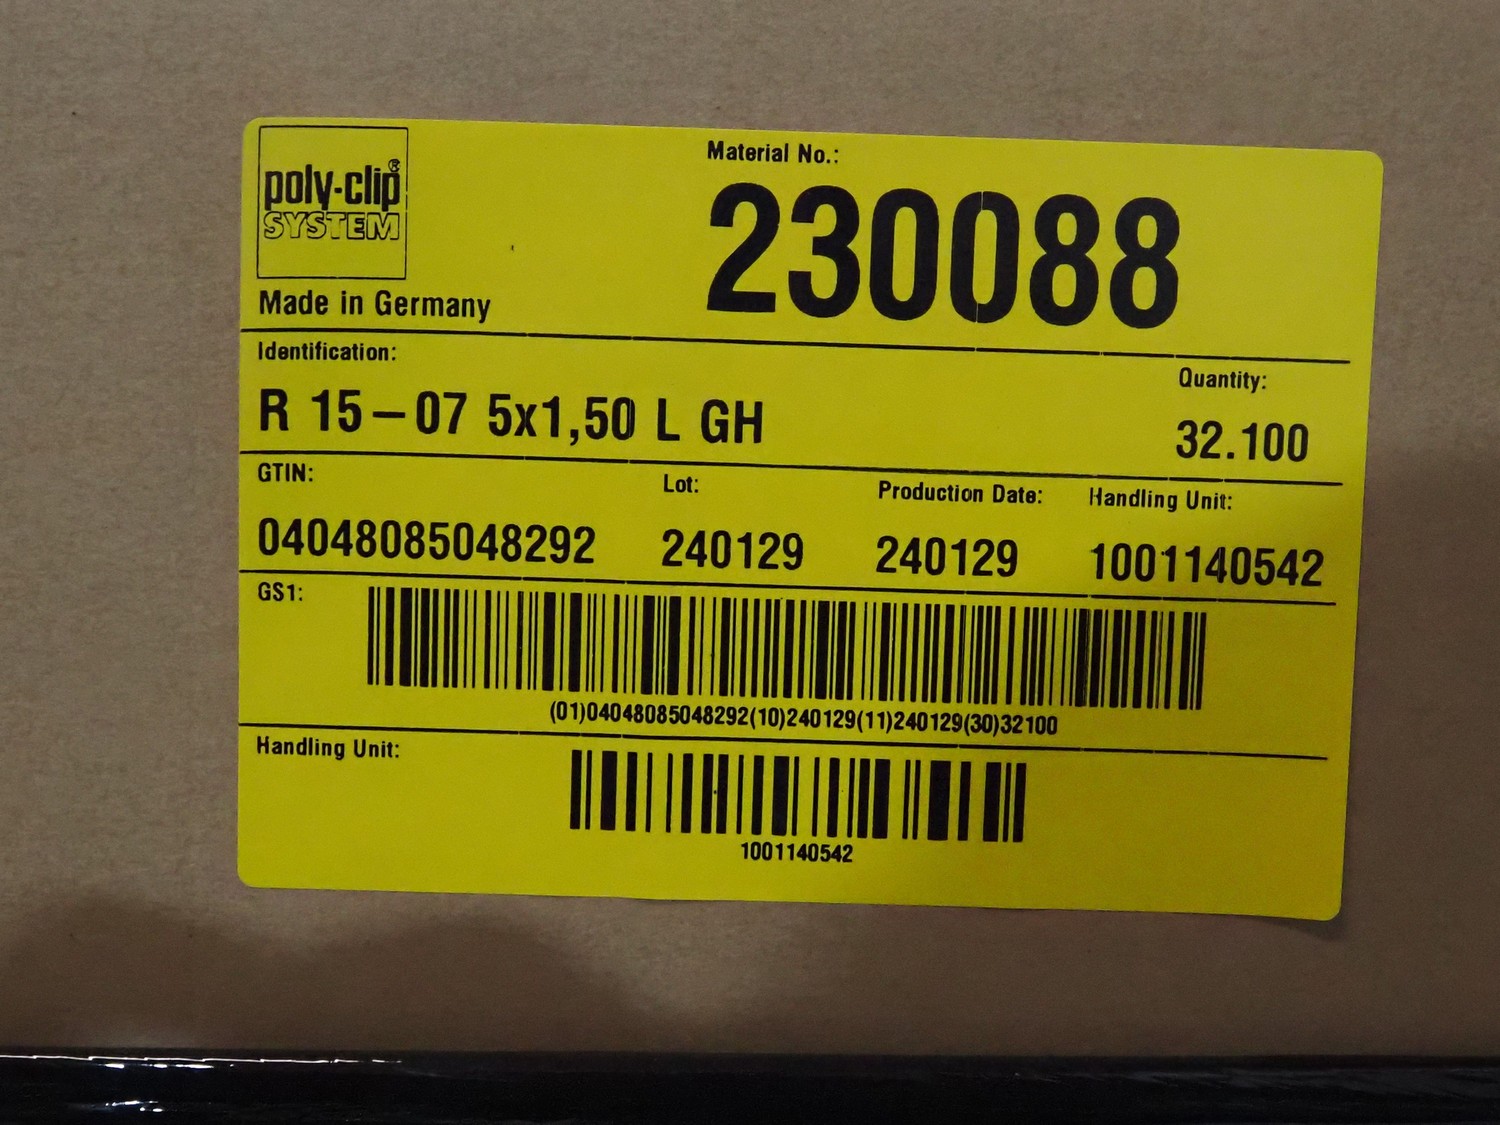 poly-clip®
SYSTEM
Made in Germany
Material No.:
230088
Identification:
R 15-07 5x1,50 L GH
Quantity:
32.100
GTIN:
04048085048292
Lot:
240129
Production Date:
240129
Handling Unit:
1001140542
GS1:
(01)04048085048292(10)240129(11)240129(30)32100
Handling Unit:
1001140542